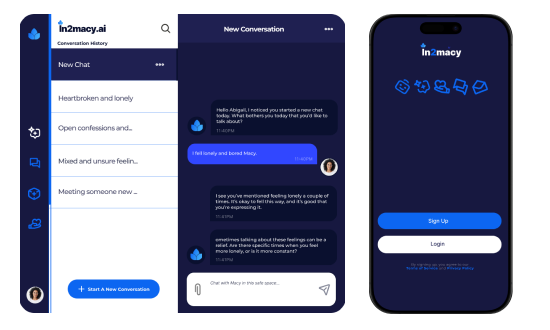 In2macy.ai
Conversation History
New Chat
Heartbroken and lonely
Open confessions and..
Mixed and unsure feelin..
Meeting someone new ..
+ Start A New Conversation
New Conversation
Hello Abigail, I noticed you started a new chat
today. What bothers you today that you'd like to
talk about?
11:40PM
I fell lonely and bored Macy.
11:40PM
I see you've mentioned feeling lonely a couple of
times. It's okay to fell this way, and it's good that
you're expressing it.
11:41PM
ometimes talking about these feelings can be a
relief. Are there specific times when you feel
more lonely, or is it more constant?
11:41PM
Chat with Macy in this safe space...
In2macy
Sign Up
Login